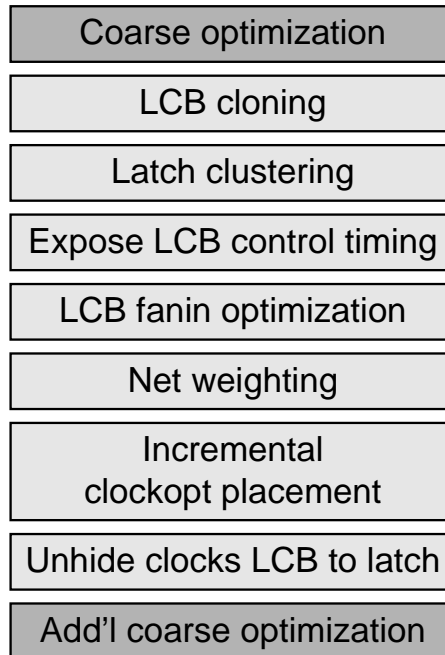 Coarse optimization
LCB cloning
Latch clustering
Expose LCB control timing
LCB fanin optimization
Net weighting
Incremental
clockopt placement
Unhide clocks LCB to latch
Add'l coarse optimization